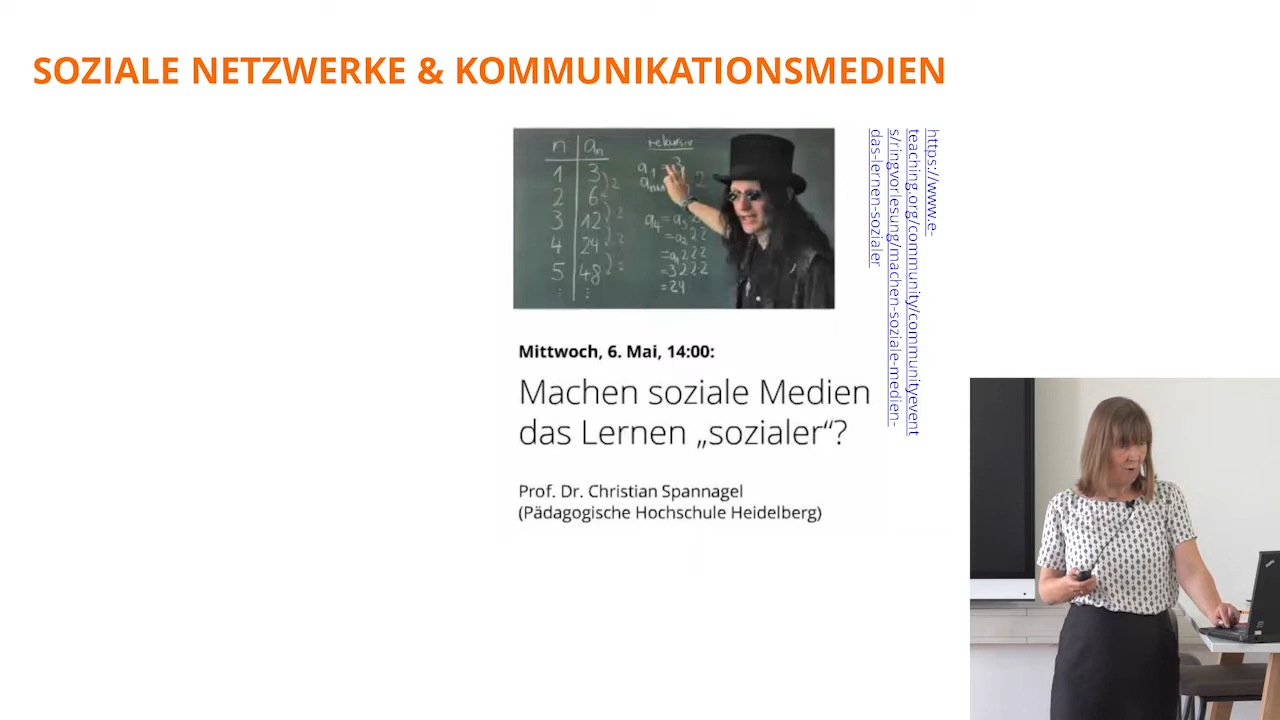 SOZIALE NETZWERKE & KOMMUNIKATIONSMEDIEN
n an
1 3
2 6
3 12
4 24
5 48
rekursiv
= 24
https://www.e-
teaching.org/community/communityevent
s/ringvorlesung/machen-soziale-medien-
das-lernen-sozialer
Mittwoch, 6. Mai, 14:00:
Machen soziale Medien
das Lernen „sozialer“?
Prof. Dr. Christian Spannagel
(Pädagogische Hochschule Heidelberg)